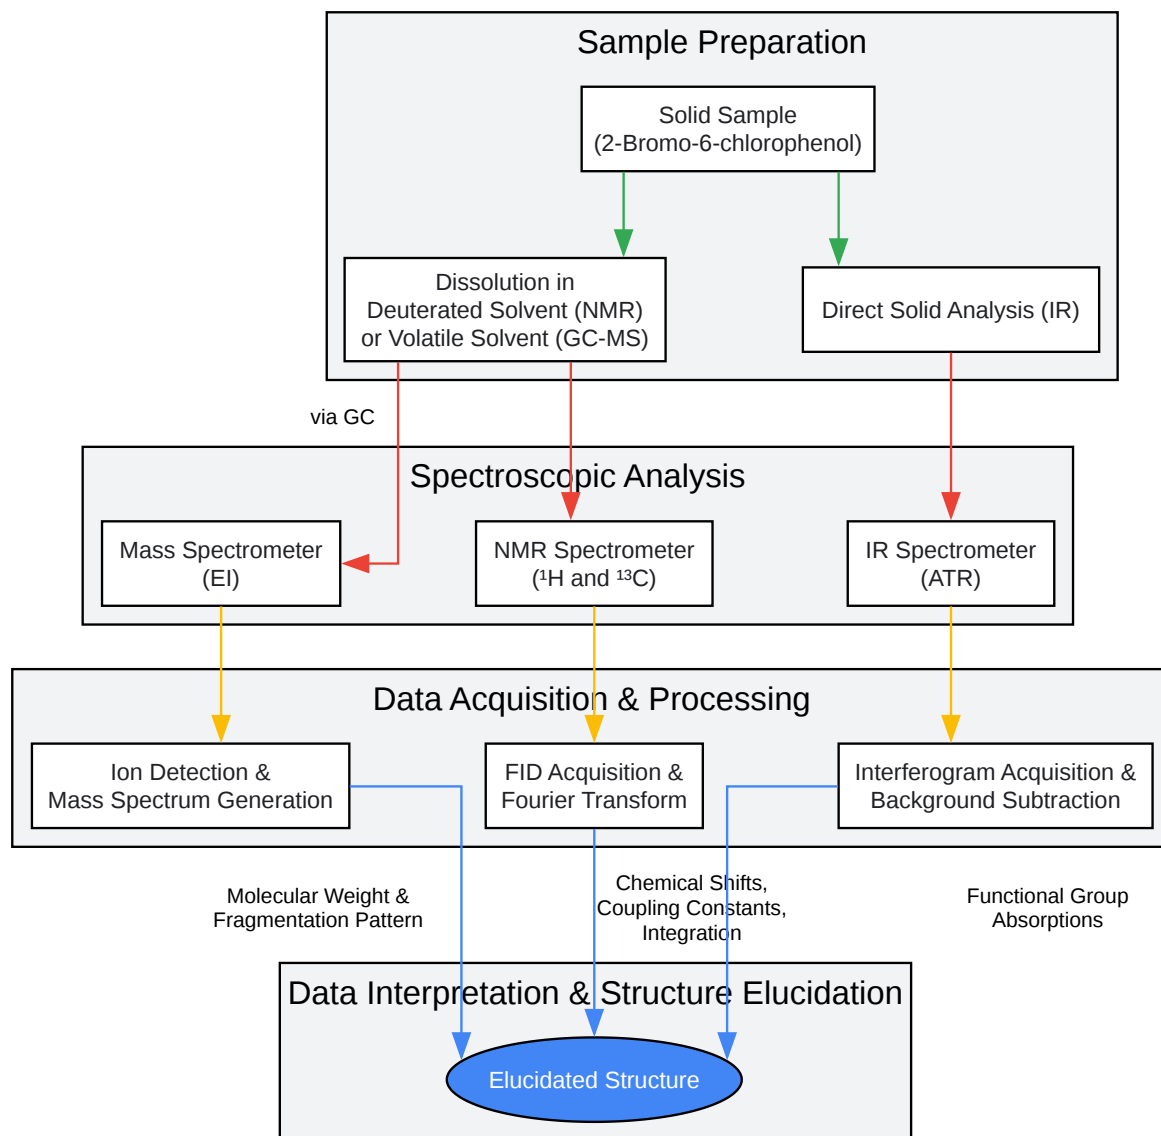 Sample Preparation
Solid Sample
(2-Bromo-6-chlorophenol)
Dissolution in
Deuterated Solvent (NMR)
or Volatile Solvent (GC-MS)
Direct Solid Analysis (IR)
via GC
Spectroscopic Analysis
Mass Spectrometer
(EI)
NMR Spectrometer
(¹H and ¹³C)
IR Spectrometer
(ATR)
Data Acquisition & Processing
Ion Detection &
Mass Spectrum Generation
FID Acquisition &
Fourier Transform
Interferogram Acquisition &
Background Subtraction
Molecular Weight &
Fragmentation Pattern
Chemical Shifts,
Coupling Constants,
Integration
Functional Group
Absorptions
Data Interpretation & Structure Elucidation
Elucidated Structure